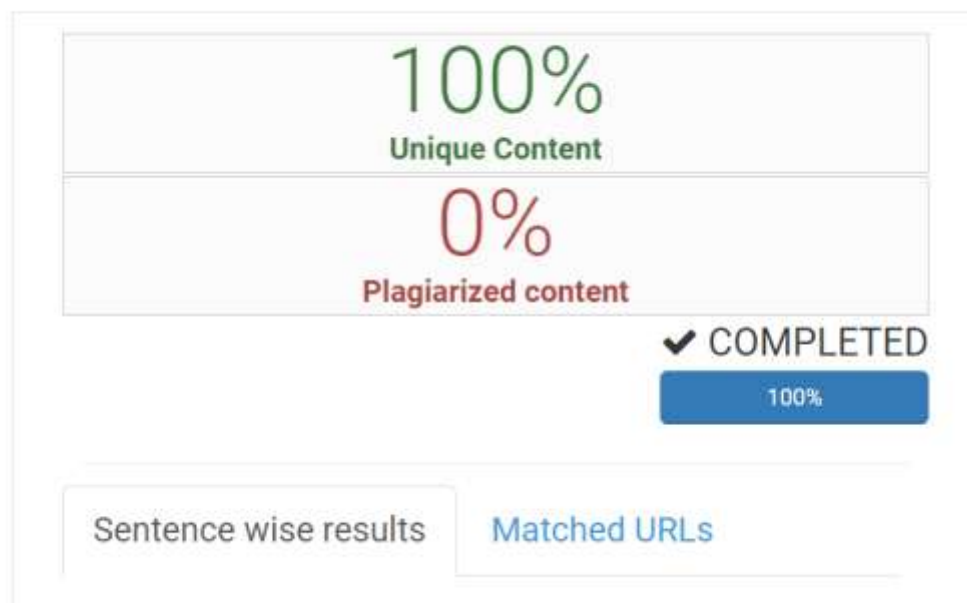 100%
Unique Content
0%
Plagiarized content
✔ COMPLETED
100%
Sentence wise results
Matched URLs